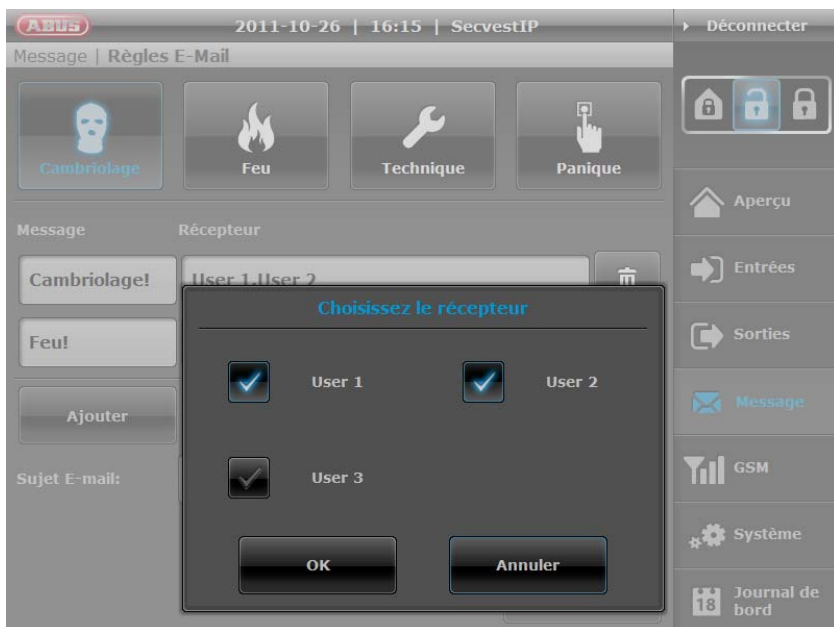 ABUS
2011-10-26 | 16:15 | SecvestIP
Déconnecter
Message | Règles E-Mail
Cambriolage
Feu
Technique
Panique
Aperçu
Message Récepteur
Cambriolage!
User 1,User 2
Entrées
Choisissez le récepteur
Feu!
Sorties
User 1
User 2
Ajouter
Message
Sujet E-mail:
User 3
GSM
OK
Annuler
Système
18
Journal de
bord